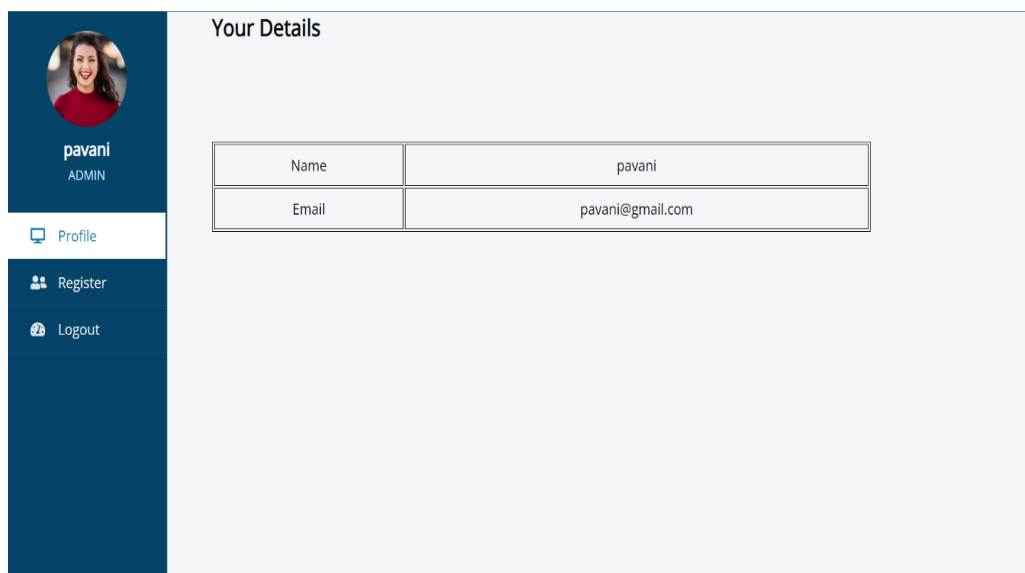 pavani
ADMIN
Profile
Register
Logout
Your Details
Name pavani
Email pavani@gmail.com